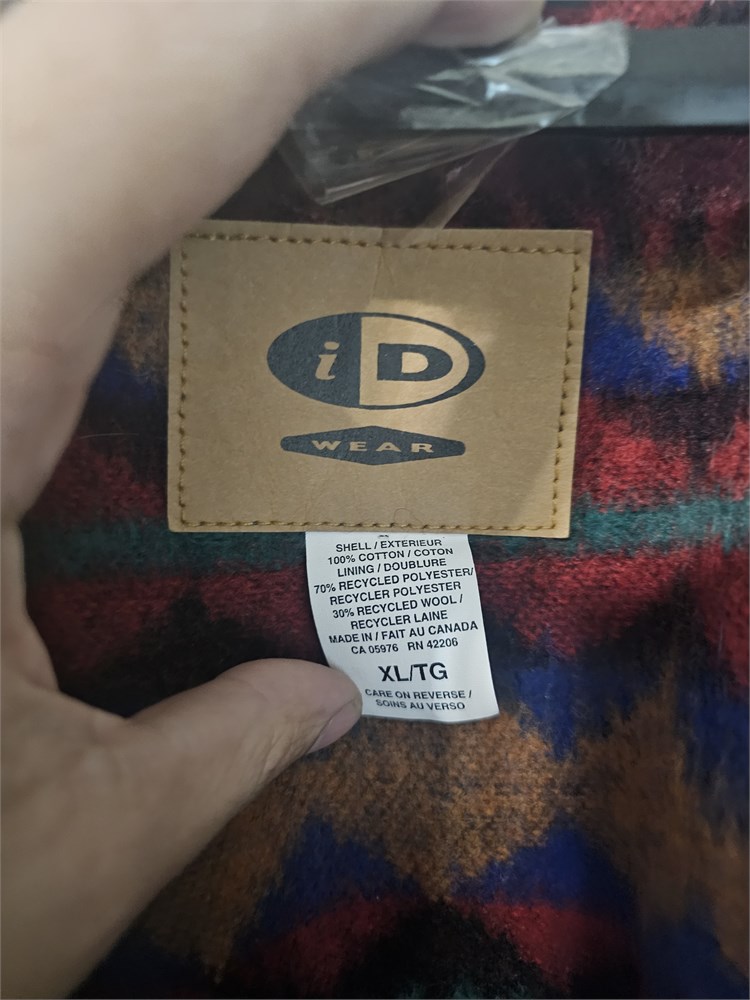 iD
WEAR
SHELL / EXTERIEUR
100% COTTON / COTON
LINING / DOUBLURE
70% RECYCLED POLYESTER/
RECYCLER POLYESTER
30% RECYCLED WOOL /
RECYCLER LAINE
MADE IN / FAIT AU CANADA
CA 05976 RN 42206
XL/TG
CARE ON REVERSE /
SOINS AU VERSO